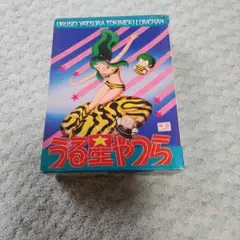 URUSEI YATSURA TOKIMEKI LUMCHAN
うる星やつら